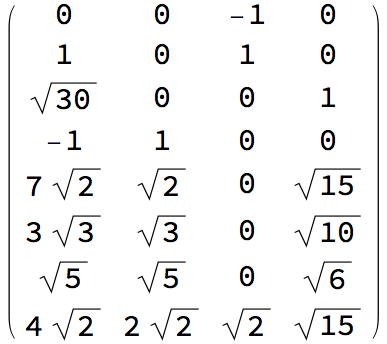 0 0 -1 0
1 0 1 0
√30 0 0 1
-1 1 0 0
7 √2 √2 0 √15
3 √3 √3 0 √10
√5 √5 0 √6
4 √2 2 √2 √2 √15